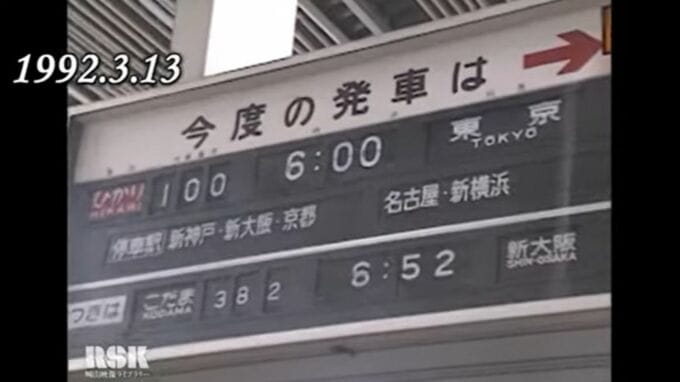 1992.3.13
今度の発車は
ひかり 100 6:00 東京
HIKARI TOKYO
停車駅 新神戸・新大阪・京都 名古屋・新横浜
つぎは こだま 382 6:52 新大阪
KODAMA SHIN-OSAKA
RSK